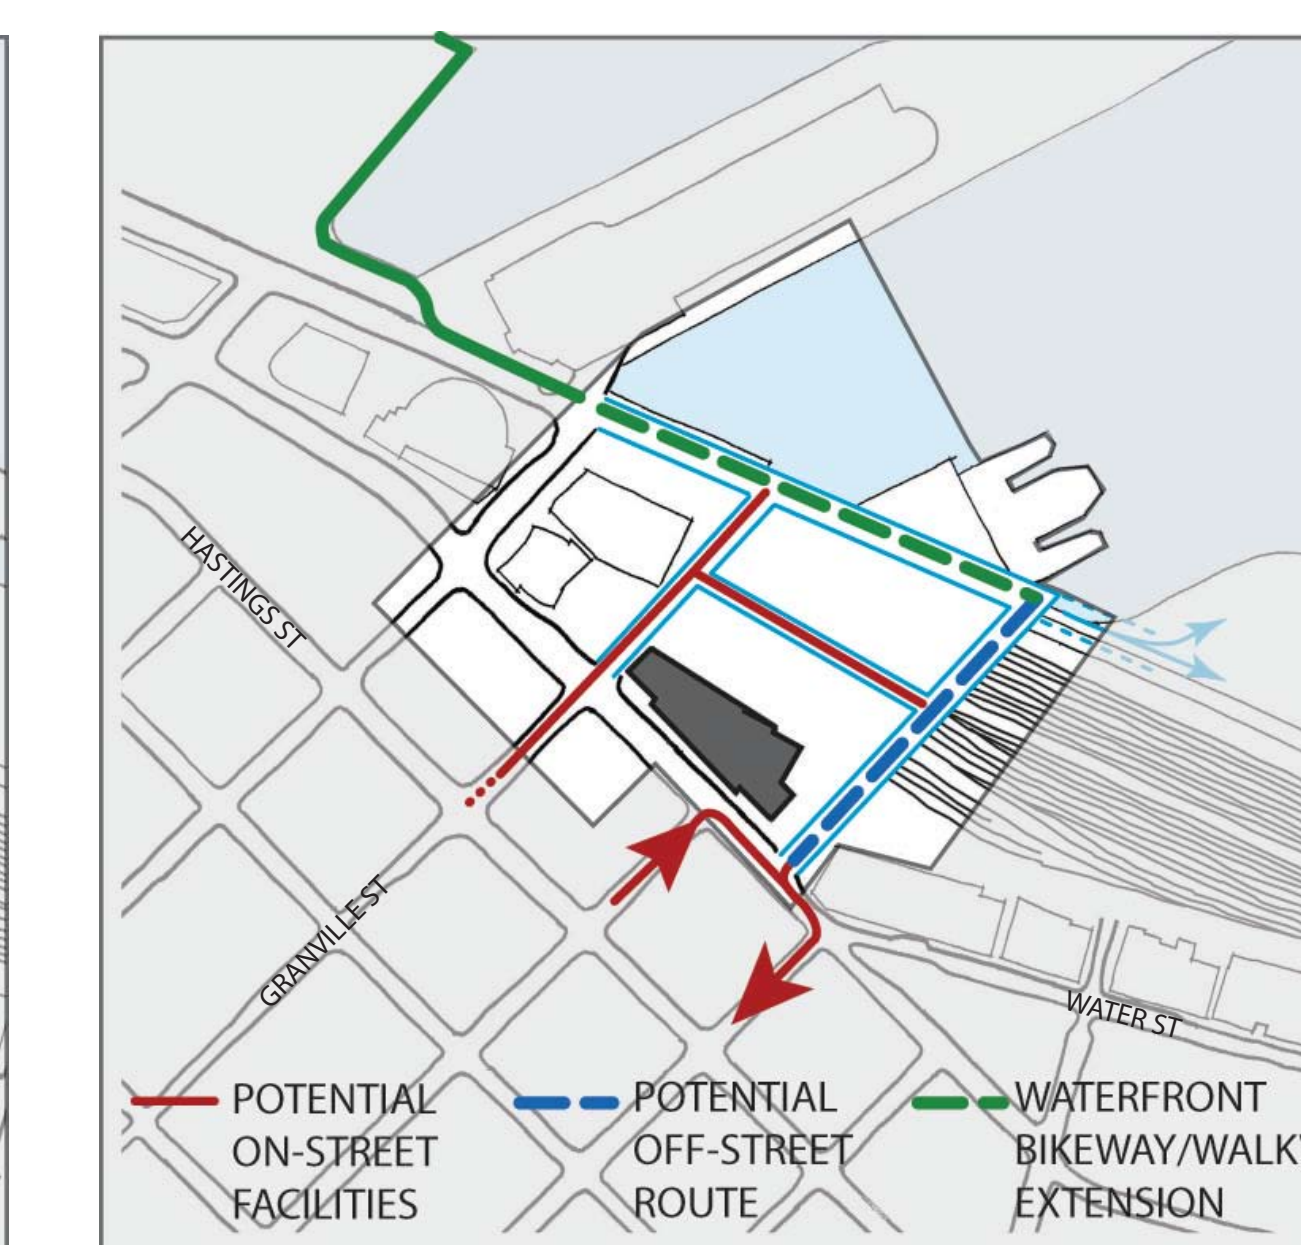 HASTINGS ST
GRANVILLE ST
WATER ST
POTENTIAL
ON-STREET
FACILITIES
POTENTIAL
OFF-STREET
ROUTE
WATERFRONT
BIKEWAY/WALK
EXTENSION